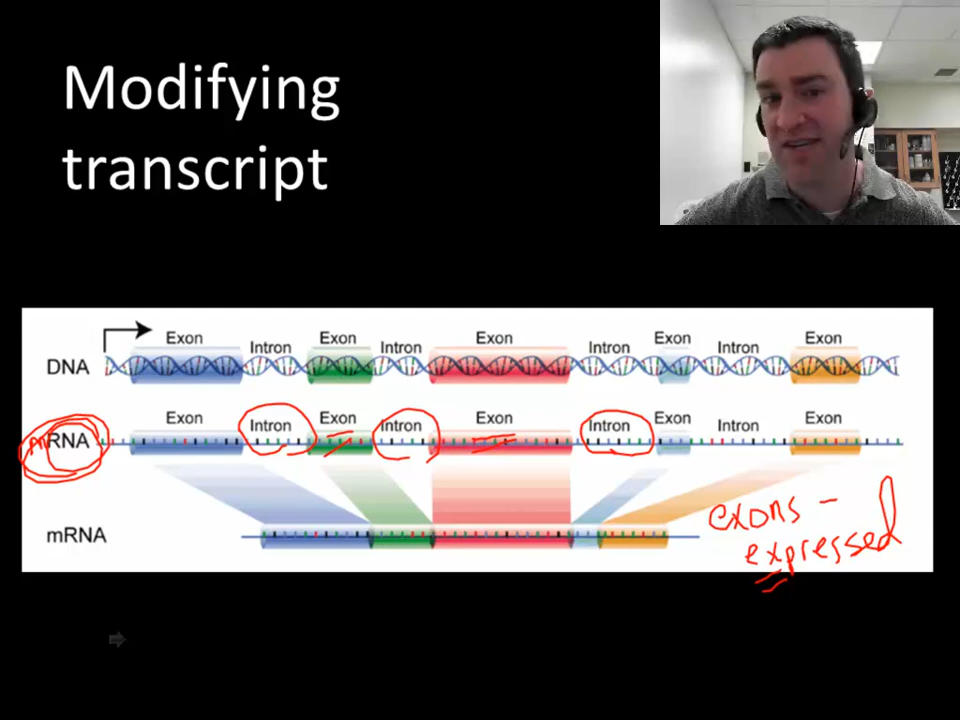 Modifying
transcript
Exon Exon Exon Exon Exon
Intron Intron Intron Intron
DNA
Exon Exon Exon Exon Exon
Intron Intron Intron Intron
mRNA
mRNA
exons -
expressed